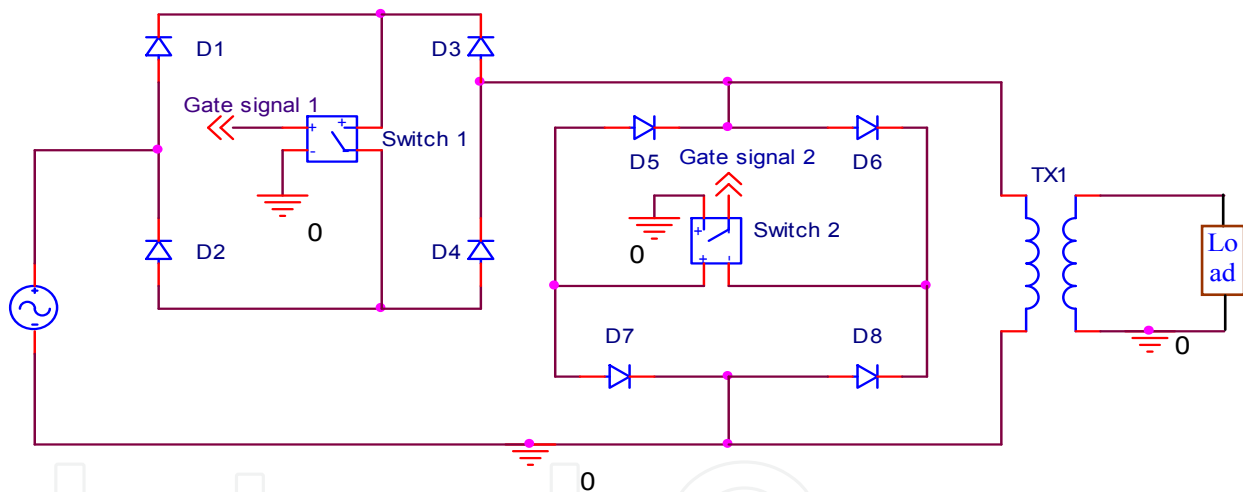 D1
D3
Gate signal 1
+
+
-
Switch 1
0
D2
D4
+
-
D5
D6
Gate signal 2
+
Switch 2
0
+
-
D7
D8
TX1
Lo
ad
0
0